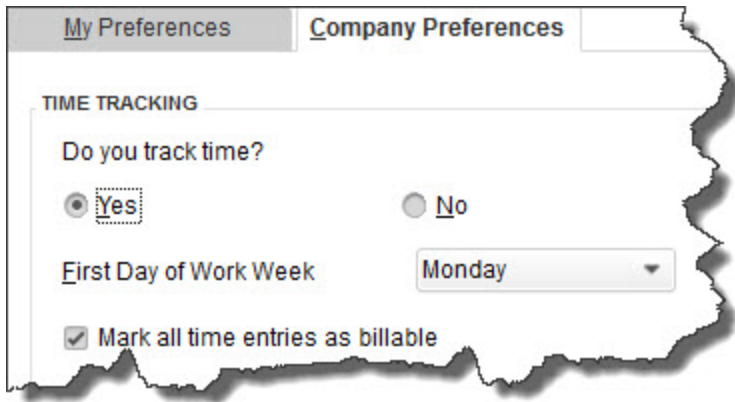 My Preferences Company Preferences
TIME TRACKING
Do you track time?
Yes No
First Day of Work Week Monday
Mark all time entries as billable